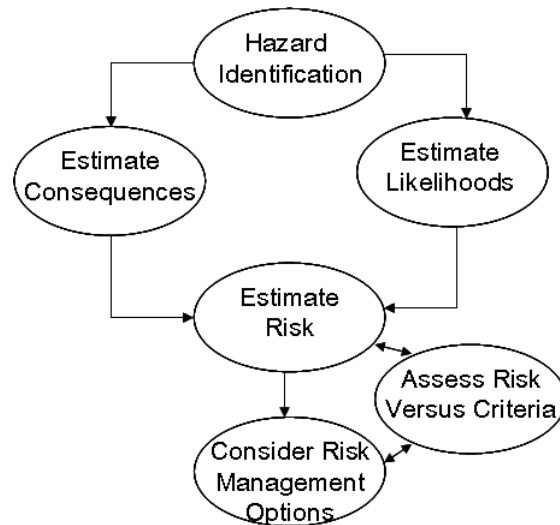 Hazard
Identification
Estimate
Consequences
Estimate
Likelihoods
Estimate
Risk
Assess Risk
Versus Criteria
Consider Risk
Management
Options